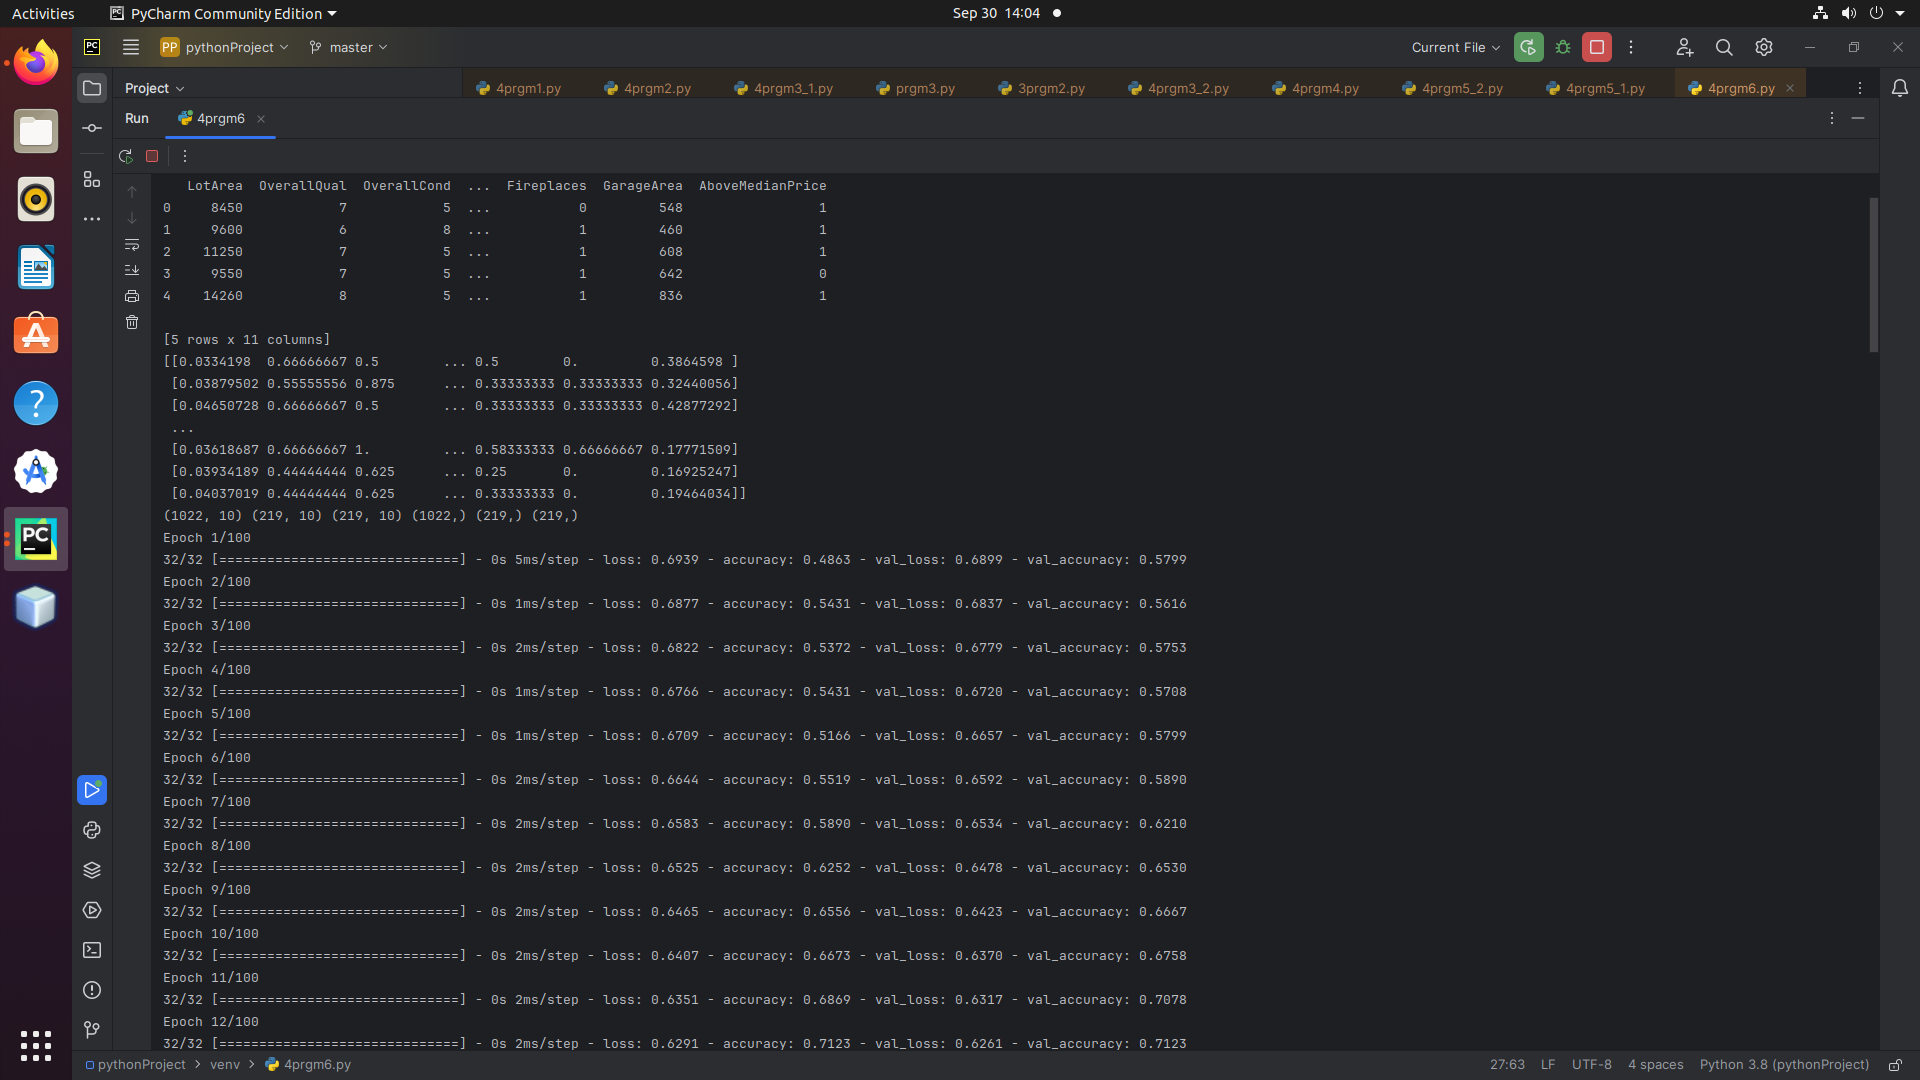 Activities PyCharm Community Edition Sep 30 14:04
PC PP pythonProject master Current File
Project 4prgm1.py 4prgm2.py 4prgm3_1.py prgm3.py 3prgm2.py 4prgm3_2.py 4prgm4.py 4prgm5_2.py 4prgm5_1.py 4prgm6.py
Run 4prgm6
LotArea OverallQual OverallCond ... Fireplaces GarageArea AboveMedianPrice
0 8450 7 5 ... 0 548 1
1 9600 6 8 ... 1 460 1
2 11250 7 5 ... 1 608 1
3 9550 7 5 ... 1 642 0
4 14260 8 5 ... 1 836 1
[5 rows x 11 columns]
[[0.0334198 0.66666667 0.5 ... 0.5 0. 0.3864598 ]
[0.03879502 0.55555556 0.875 ... 0.33333333 0.33333333 0.32440056]
[0.04650728 0.66666667 0.5 ... 0.33333333 0.33333333 0.42877292]
...
[0.03618687 0.66666667 1. ... 0.58333333 0.66666667 0.17771509]
[0.03934189 0.44444444 0.625 ... 0.25 0. 0.16925247]
[0.04037019 0.44444444 0.625 ... 0.33333333 0. 0.19464034]]
(1022, 10) (219, 10) (219, 10) (1022,) (219,) (219,)
Epoch 1/100
32/32 [==============================] - 0s 5ms/step - loss: 0.6939 - accuracy: 0.4863 - val_loss: 0.6899 - val_accuracy: 0.5799
Epoch 2/100
32/32 [==============================] - 0s 1ms/step - loss: 0.6877 - accuracy: 0.5431 - val_loss: 0.6837 - val_accuracy: 0.5616
Epoch 3/100
32/32 [==============================] - 0s 2ms/step - loss: 0.6822 - accuracy: 0.5372 - val_loss: 0.6779 - val_accuracy: 0.5753
Epoch 4/100
32/32 [==============================] - 0s 1ms/step - loss: 0.6766 - accuracy: 0.5431 - val_loss: 0.6720 - val_accuracy: 0.5708
Epoch 5/100
32/32 [==============================] - 0s 1ms/step - loss: 0.6709 - accuracy: 0.5166 - val_loss: 0.6657 - val_accuracy: 0.5799
Epoch 6/100
32/32 [==============================] - 0s 2ms/step - loss: 0.6644 - accuracy: 0.5519 - val_loss: 0.6592 - val_accuracy: 0.5890
Epoch 7/100
32/32 [==============================] - 0s 2ms/step - loss: 0.6583 - accuracy: 0.5890 - val_loss: 0.6534 - val_accuracy: 0.6210
Epoch 8/100
32/32 [==============================] - 0s 2ms/step - loss: 0.6525 - accuracy: 0.6252 - val_loss: 0.6478 - val_accuracy: 0.6530
Epoch 9/100
32/32 [==============================] - 0s 2ms/step - loss: 0.6465 - accuracy: 0.6556 - val_loss: 0.6423 - val_accuracy: 0.6667
Epoch 10/100
32/32 [==============================] - 0s 2ms/step - loss: 0.6407 - accuracy: 0.6673 - val_loss: 0.6370 - val_accuracy: 0.6758
Epoch 11/100
32/32 [==============================] - 0s 2ms/step - loss: 0.6351 - accuracy: 0.6869 - val_loss: 0.6317 - val_accuracy: 0.7078
Epoch 12/100
32/32 [==============================] - 0s 2ms/step - loss: 0.6291 - accuracy: 0.7123 - val_loss: 0.6261 - val_accuracy: 0.7123
PC
pythonProject venv 4prgm6.py 27:63 LF UTF-8 4 spaces Python 3.8 (pythonProject)